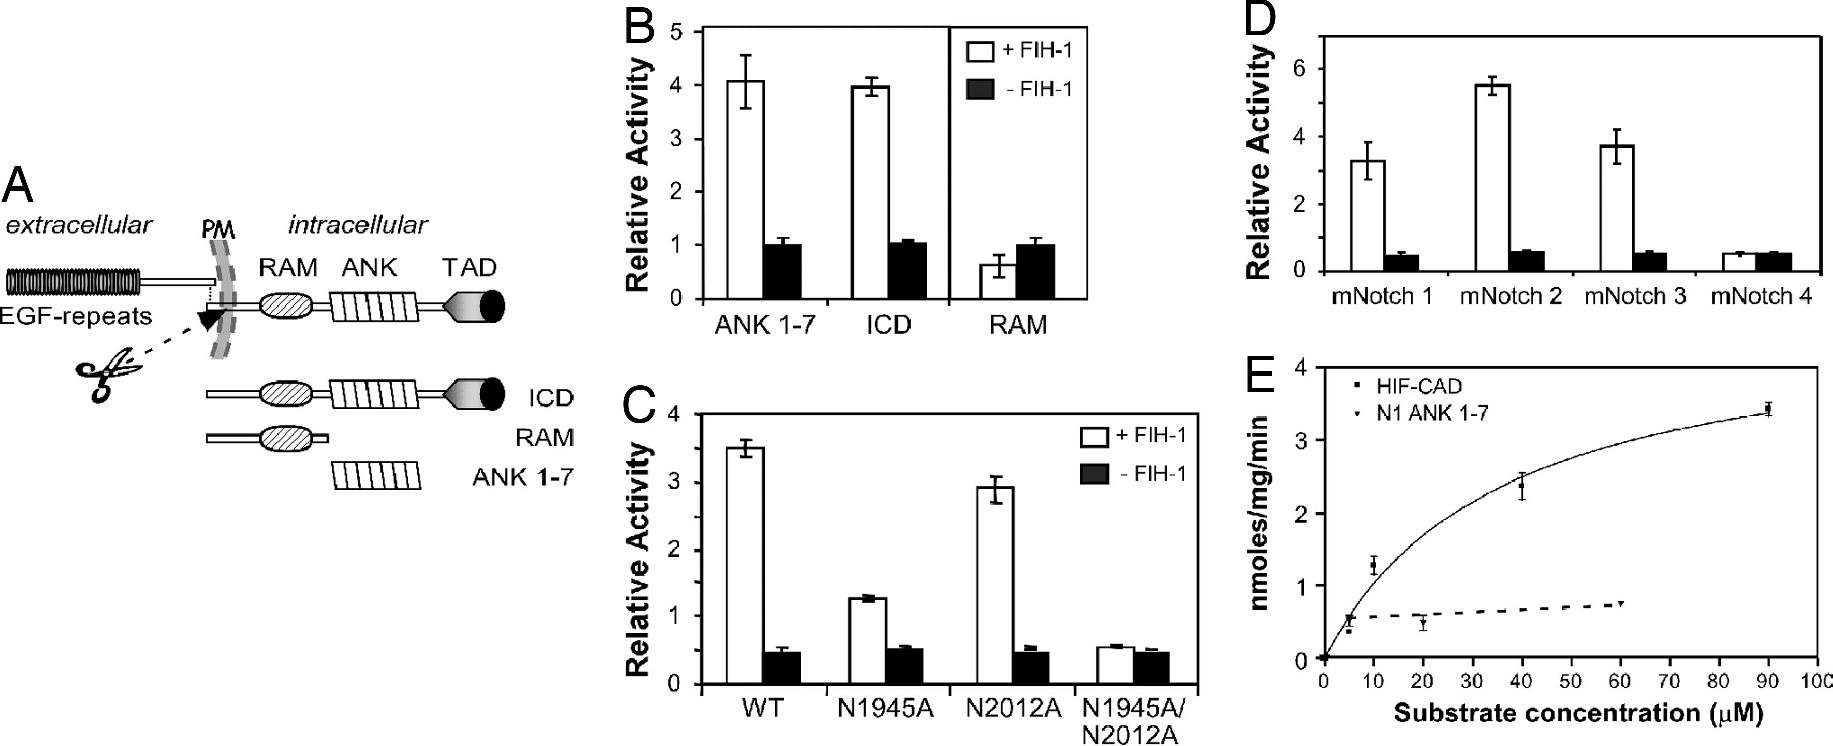 A
extracellular
PM
intracellular
RAM
ANK
TAD
EGF-repeats
ICD
RAM
ANK 1-7
B
Relative Activity
5
4
3
2
1
0
+ FIH-1
- FIH-1
ANK 1-7
ICD
RAM
C
Relative Activity
4
3
2
1
0
+ FIH-1
- FIH-1
WT
N1945A
N2012A
N1945A/
N2012A
D
Relative Activity
6
4
2
0
mNotch 1
mNotch 2
mNotch 3
mNotch 4
E
nmoles/mg/min
4
3
2
1
0
HIF-CAD
N1 ANK 1-7
0 10 20 30 40 50 60 70 80 90 100
Substrate concentration (μM)